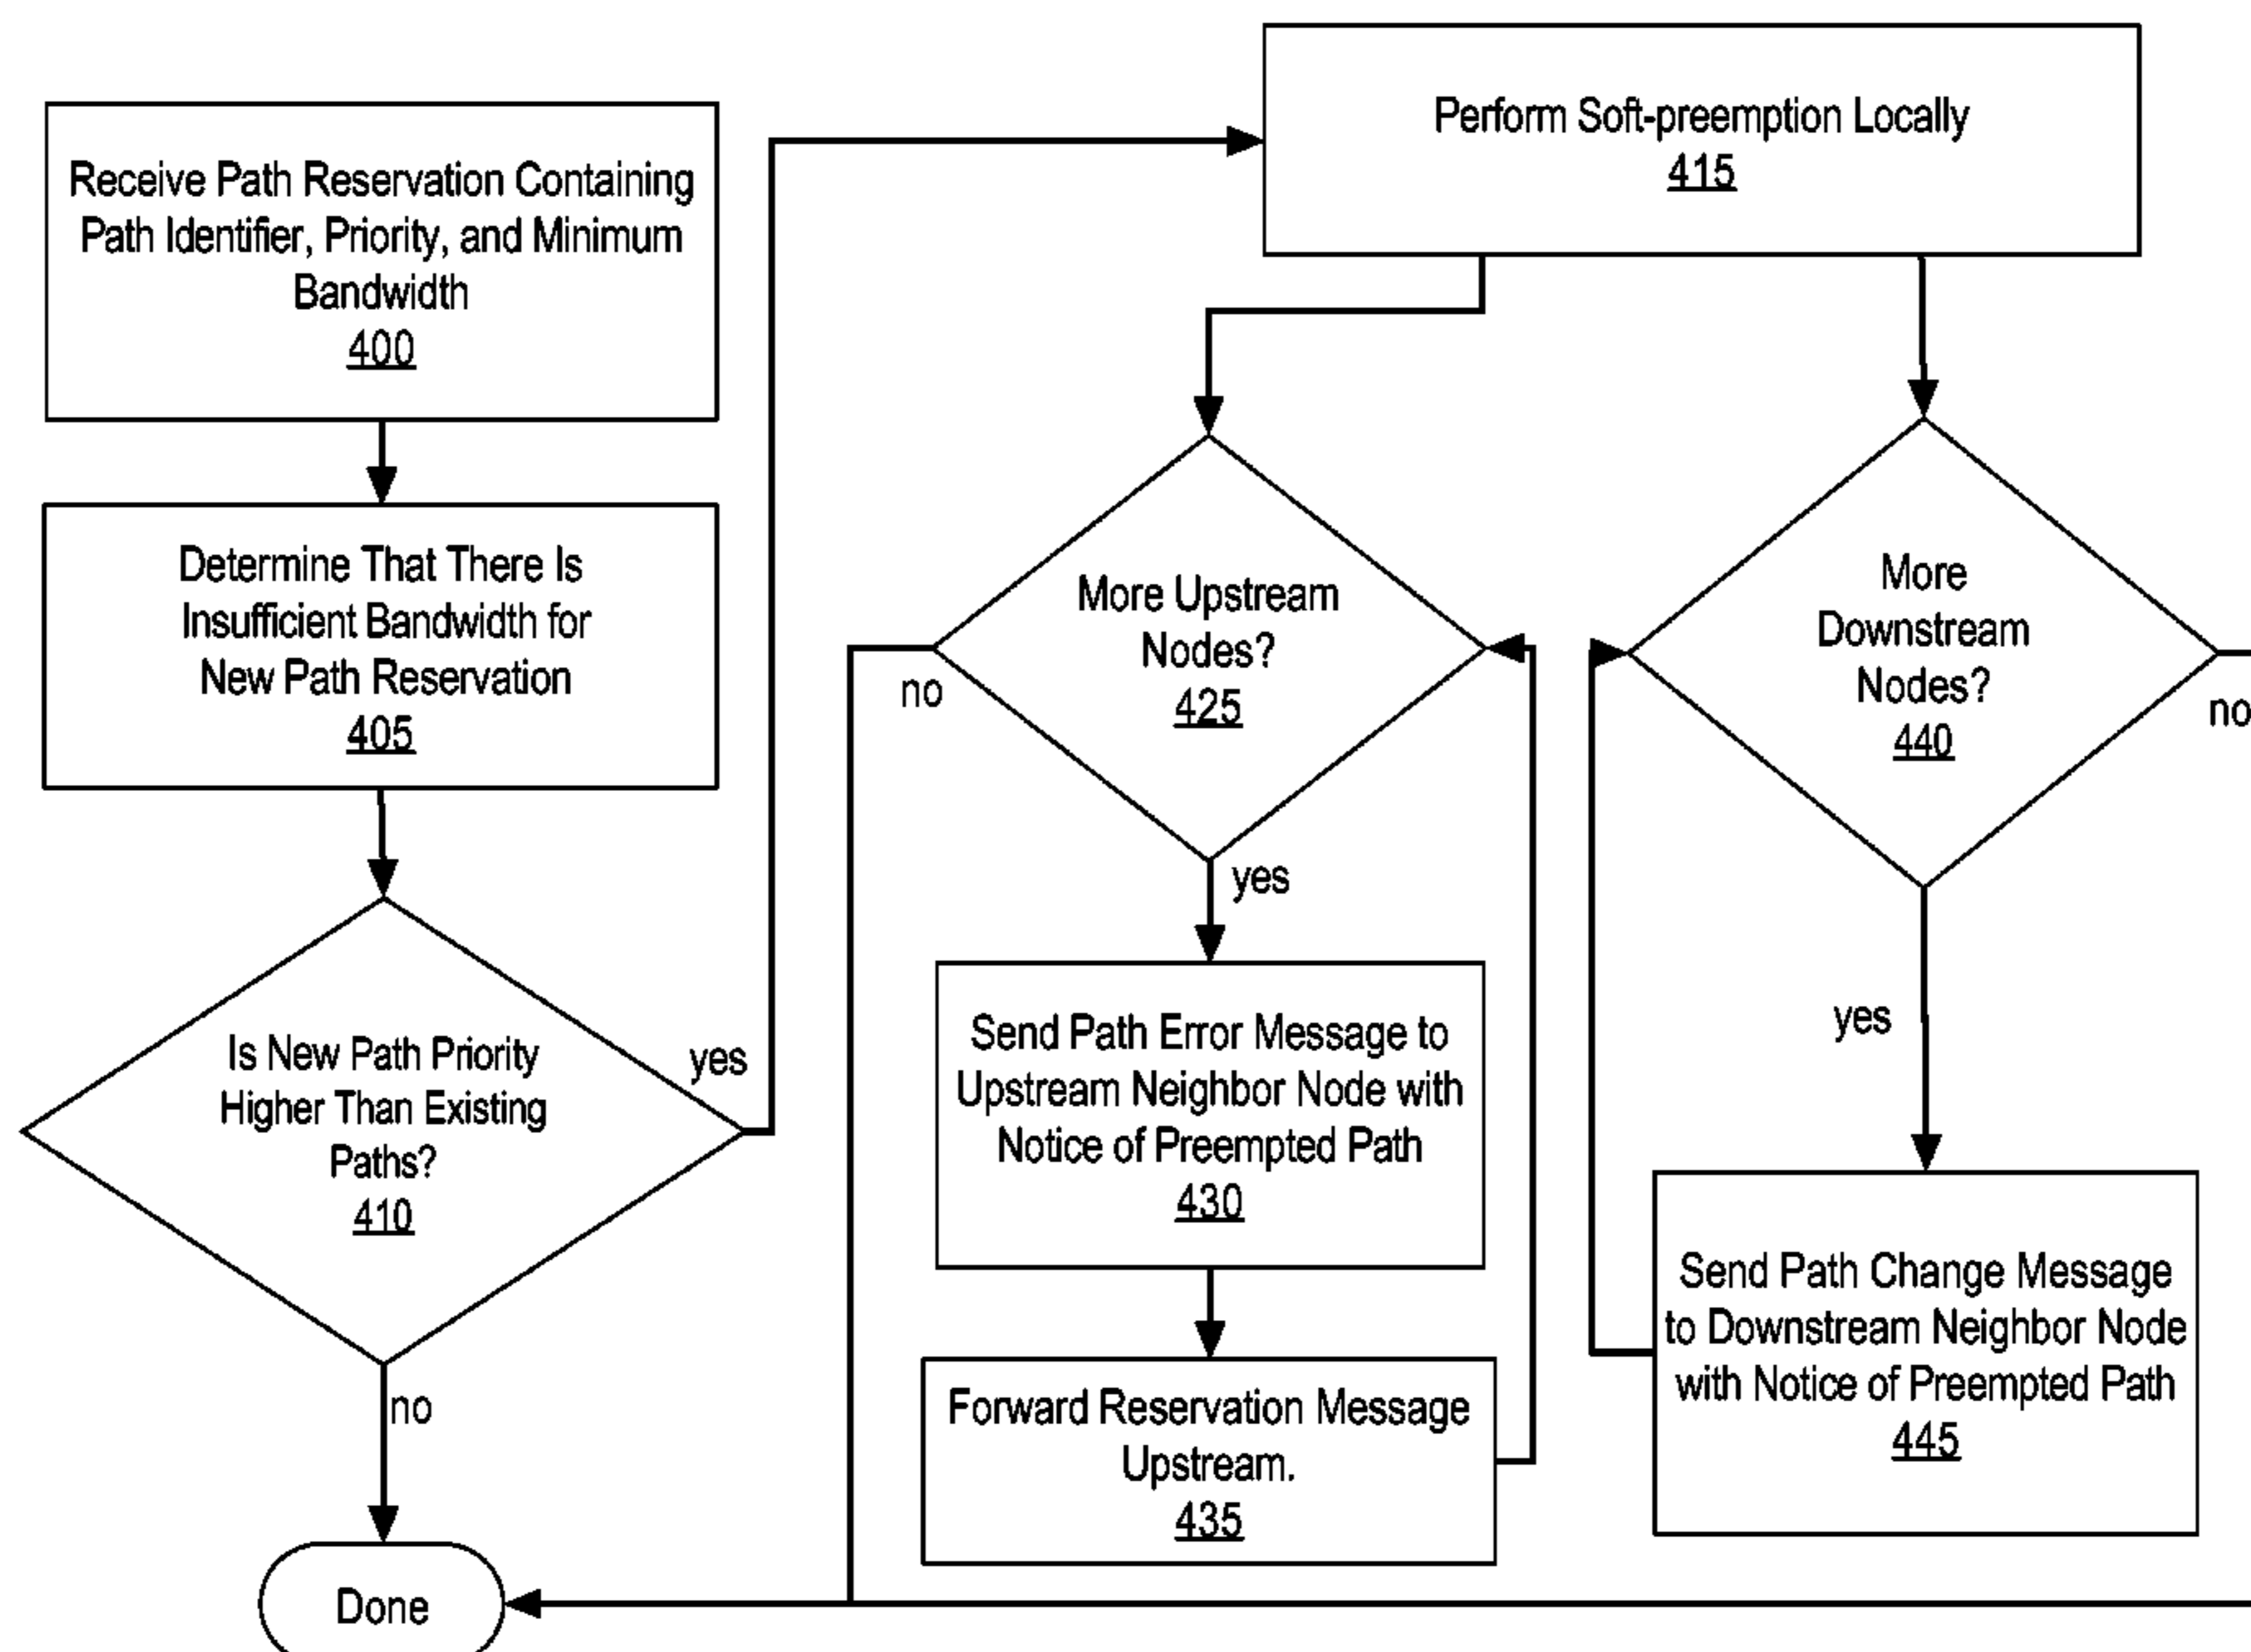 Receive Path Reservation Containing
Path Identifier, Priority, and Minimum
Bandwidth
400
Determine That There Is
Insufficient Bandwidth for
New Path Reservation
405
Is New Path Priority
Higher Than Existing
Paths?
410
yes
no
Done
Perform Soft-preemption Locally
415
More Upstream
Nodes?
425
no
yes
Send Path Error Message to
Upstream Neighbor Node with
Notice of Preempted Path
430
Forward Reservation Message
Upstream.
435
More
Downstream
Nodes?
440
no
yes
Send Path Change Message
to Downstream Neighbor Node
with Notice of Preempted Path
445